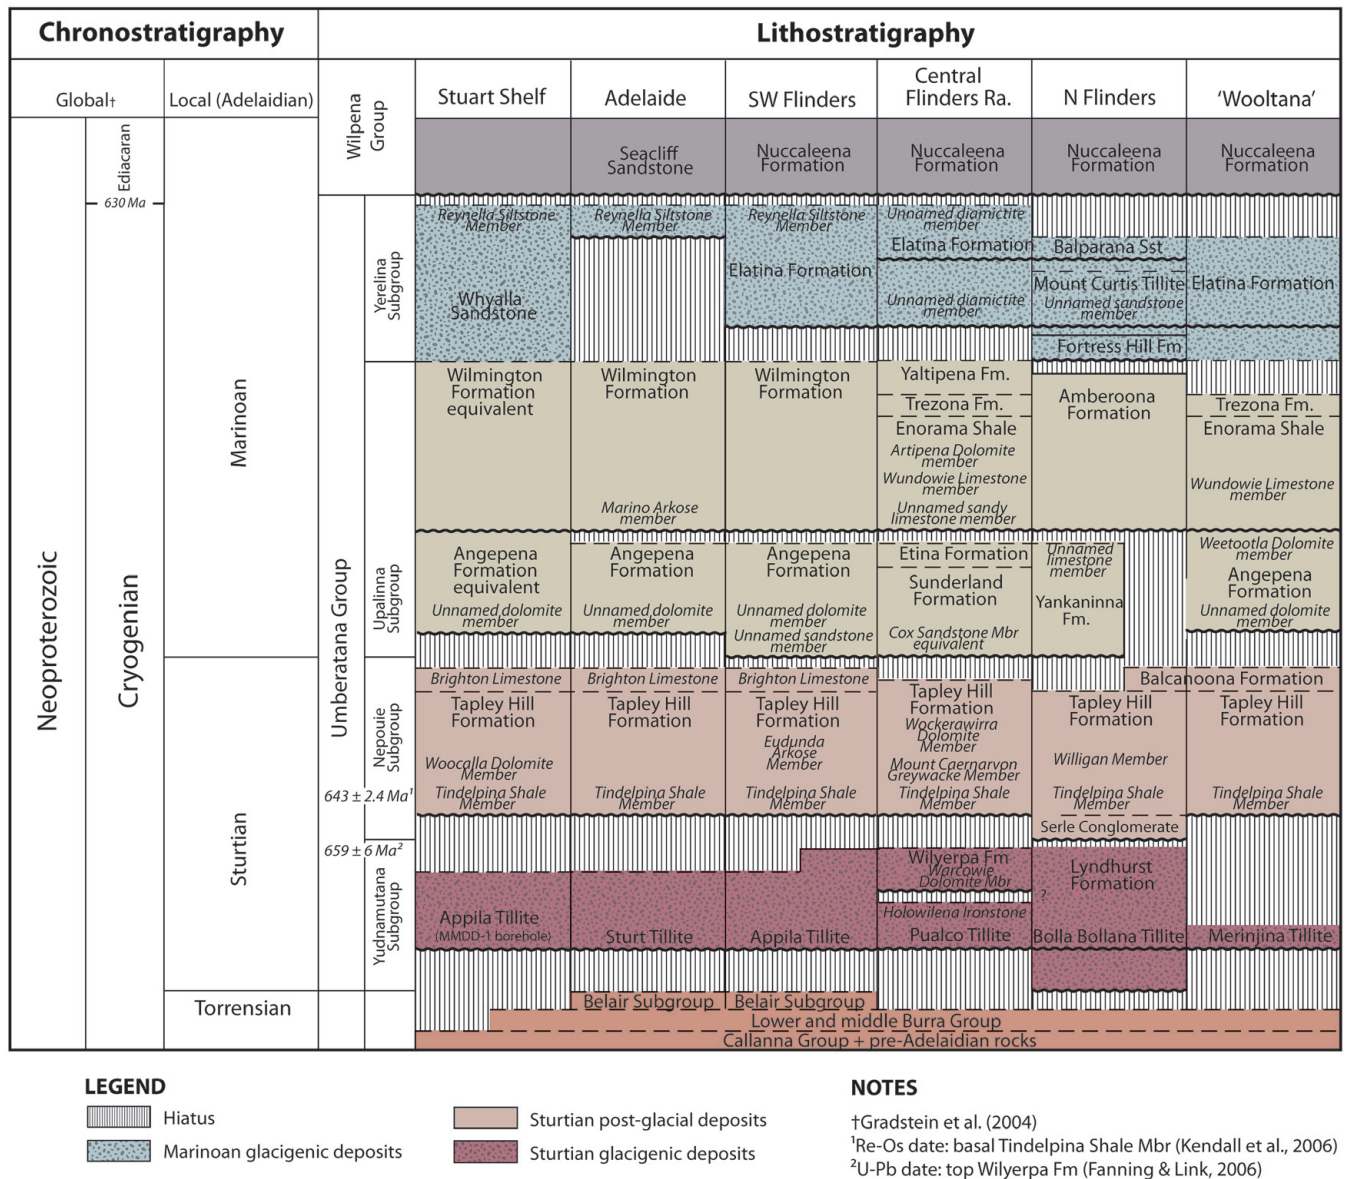 Chronostratigraphy
Lithostratigraphy
Global†
Local (Adelaidian)
Wilpena
Group
Stuart Shelf
Adelaide
SW Flinders
Central
Flinders Ra.
N Flinders
‘Wooltana’
Neoproterozoic
Cryogenian
Ediacaran
630 Ma
Marinoan
Sturtian
Torrensian
Umberatana Group
Yerelina
Subgroup
Upalinna
Subgroup
Nepouie
Subgroup
643 ± 2.4 Ma¹
659 ± 6 Ma²
Yudnamutana
Subgroup
Seacliff
Sandstone
Nuccaleena
Formation
Nuccaleena
Formation
Nuccaleena
Formation
Nuccaleena
Formation
Reynella Siltstone
Member
Whyalla
Sandstone
Reynella Siltstone
Member
Reynella Siltstone
Member
Elatina Formation
Unnamed diamictite
member
Elatina Formation
Unnamed diamictite
member
Balparana Sst
Mount Curtis Tillite
Unnamed sandstone
member
Fortress Hill Fm
Elatina Formation
Wilmington
Formation
equivalent
Wilmington
Formation
Marino Arkose
member
Wilmington
Formation
Yaltipena Fm.
Trezona Fm.
Enorama Shale
Artipena Dolomite
member
Wundowie Limestone
member
Unnamed sandy
limestone member
Amberoona
Formation
Trezona Fm.
Enorama Shale
Wundowie Limestone
member
Angepena
Formation
equivalent
Unnamed dolomite
member
Angepena
Formation
Unnamed dolomite
member
Angepena
Formation
Unnamed dolomite
member
Unnamed sandstone
member
Etina Formation
Sunderland
Formation
Cox Sandstone Mbr
equivalent
Unnamed
limestone
member
Yankaninna
Fm.
Weetootla Dolomite
member
Angepena
Formation
Unnamed dolomite
member
Brighton Limestone
Tapley Hill
Formation
Woocalla Dolomite
Member
Tindelpina Shale
Member
Brighton Limestone
Tapley Hill
Formation
Tindelpina Shale
Member
Brighton Limestone
Tapley Hill
Formation
Eudunda
Arkose
Member
Tindelpina Shale
Member
Tapley Hill
Formation
Wockerawirra
Dolomite
Member
Mount Caernarvon
Greywacke Member
Tindelpina Shale
Member
Balcanoona Formation
Tapley Hill
Formation
Willigan Member
Tindelpina Shale
Member
Serle Conglomerate
Tapley Hill
Formation
Tindelpina Shale
Member
Appila Tillite
(MMDD-1 borehole)
Sturt Tillite
Appila Tillite
Wilyerpa Fm
Warcowie
Dolomite Mbr
Holowilena Ironstone
Pualco Tillite
Lyndhurst
Formation
?
Bolla Bollana Tillite
Merinjina Tillite
Belair Subgroup
Belair Subgroup
Lower and middle Burra Group
Callanna Group + pre-Adelaidian rocks
LEGEND
Hiatus
Marinoan glacigenic deposits
Sturtian post-glacial deposits
Sturtian glacigenic deposits
NOTES
†Gradstein et al. (2004)
¹Re-Os date: basal Tindelpina Shale Mbr (Kendall et al., 2006)
²U-Pb date: top Wilyerpa Fm (Fanning & Link, 2006)